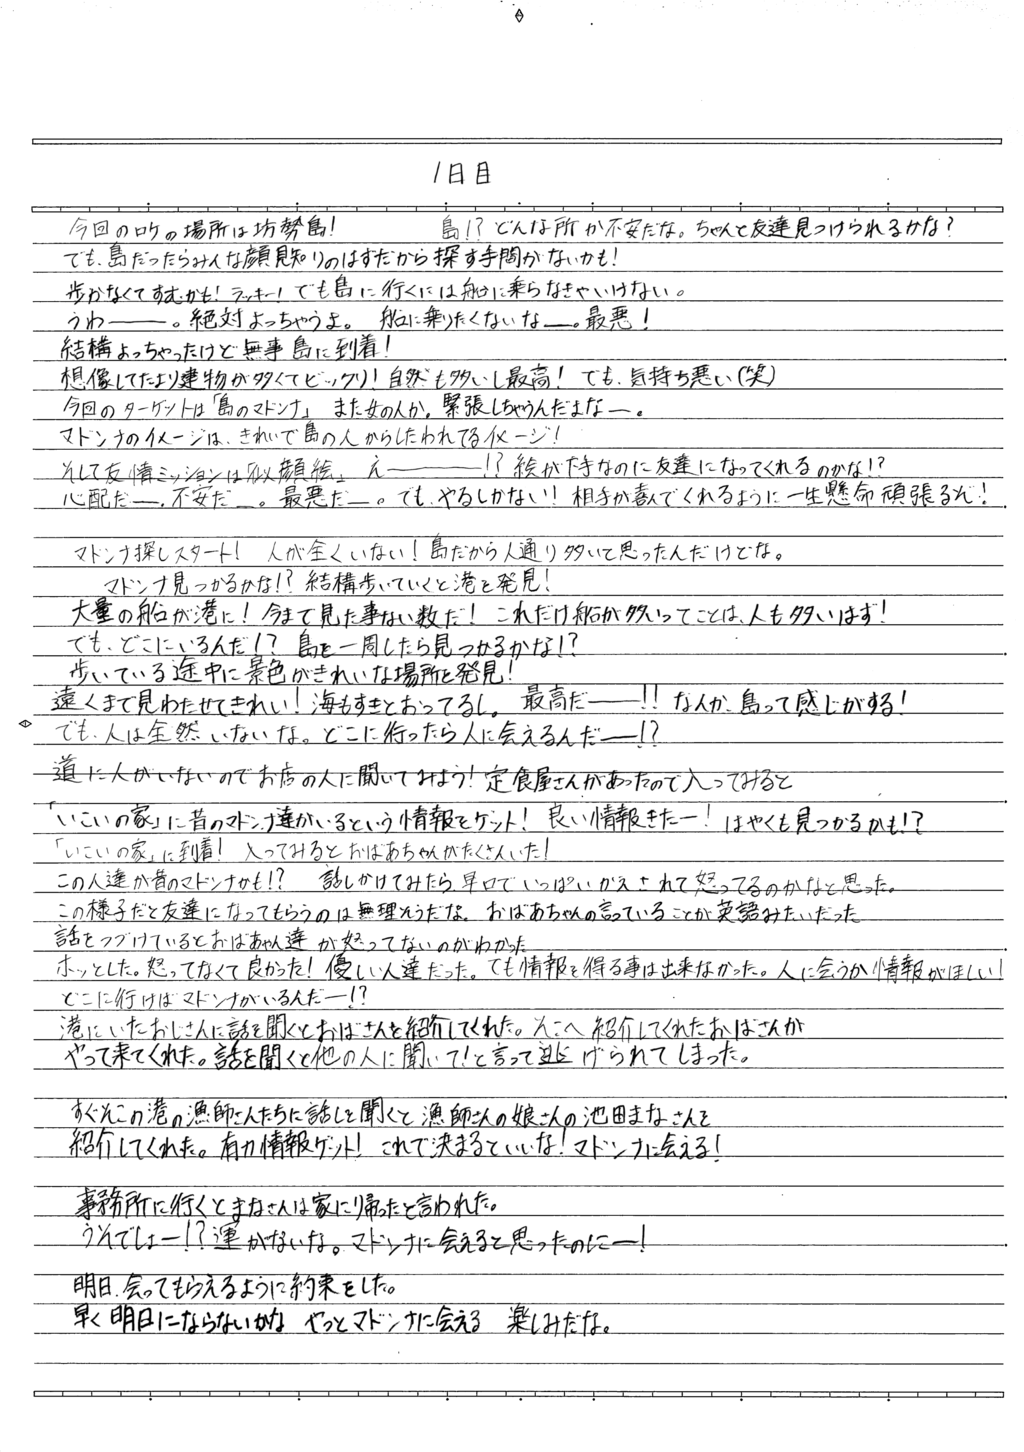 1日目
今回のロケの場所は坊勢島! 島!?どんな所か不安だな。ちゃんと友達見つけられるかな?
でも、島だったらみんな顔見知りのはずだから探す手間がないかも!
歩かなくてすむかも!ラッキー!でも島に行くには船に乗らなきゃいけない。
うわー。絶対よっちゃうよ。 船に乗りたくないなー。最悪!
結構よっちゃったけど無事島に到着!
想像してたより建物が多くてビックリ!自然も多いし最高! でも、気持ち悪い(笑)
今回のターゲットは「島のマドンナ」 また女の人か。緊張しちゃうんだよなー。
マドンナのイメージは、きれいで島の人からしたわれてるイメージ!
そして友情ミッションは「似顔絵」 えー!?絵が下手なのに友達になってくれるのかな!?
心配だー。不安だー。最悪だー。でも、やるしかない!!相手が喜んでくれるように一生懸命頑張るぞ!
マドンナ探しスタート! 人が全くいない!島だから人通り多いと思ったんだけどな。
マドンナ見つかるかな!?結構歩いていくと港を発見!
大量の船が港に!今まで見た事ない数だ! これだけ船が多いってことは、人も多いはず!
でも、どこにいるんだ!?島を一周したら見つかるかな!?
歩いている途中に景色がきれいな場所を発見!
遠くまで見わたせてきれい!海もすきとおってるし。 最高だー!!なんか、島って感じがする!
でも、人は全然いないな。どこに行ったら人に会えるんだー!?
道に人がいないのでお店の人に聞いてみよう!定食屋さんがあったので入ってみると
「いこいの家」に昔のマドンナ達がいるという情報をゲット! 良い情報きたー! はやくも見つかるかも!?
「いこいの家」に到着! 入ってみるとおばあちゃんがたくさんいた!
この人達が昔のマドンナかも!? 話しかけてみたら早口でいっぱいかえされて怒ってるのかなと思った。
この様子だと友達になってもらうのは無理そうだな。おばあちゃんの言っていることが英語みたいだった
話をつづけているとおばあちゃん達が怒ってないのがわかった
ホッとした。怒ってなくて良かった!優しい人達だった。でも情報を得る事は出来なかった。人に会うか情報がほしい!
どこに行けばマドンナがいるんだー!?
港にいたおじさんに話を聞くとおばさんを紹介してくれた。そこへ紹介してくれたおばさんが
やって来てくれた。話を聞くと他の人に聞いて!と言って逃げられてしまった。
すぐそこの港の漁師さんたちに話しを聞くと漁師さんの娘さんの池田まなさんを
紹介してくれた。有力情報ゲット! これで決まるといいな!マドンナに会える!
事務所に行くとまなさんは家に帰ったと言われた。
うそでしょー!?運がないな。マドンナに会えると思ったのにー!
明日、会ってもらえるように約束をした。
早く明日にならないかな やっとマドンナに会える 楽しみだな。